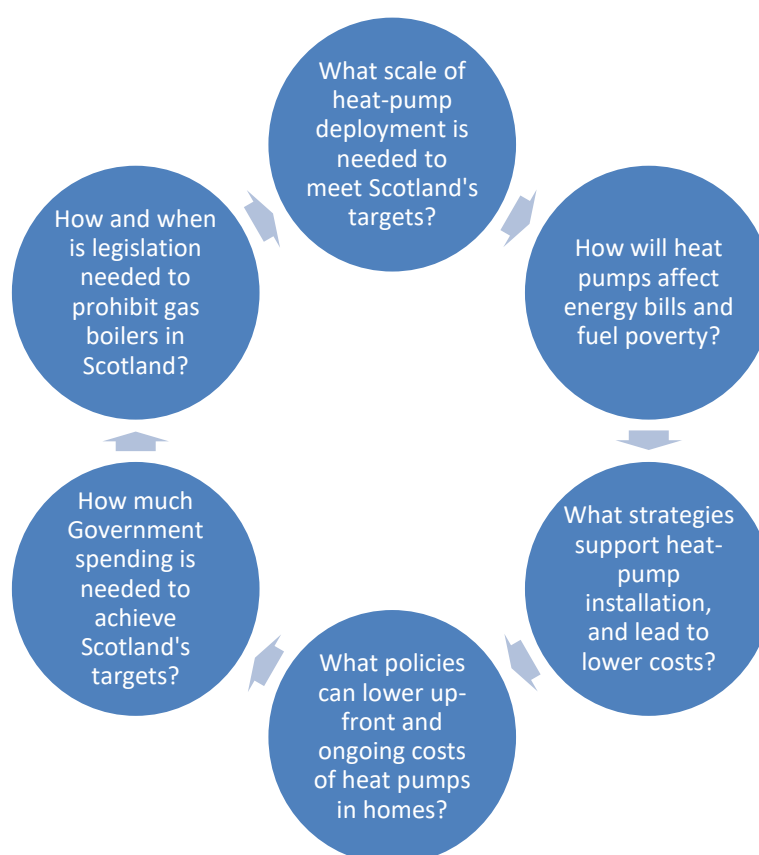 What scale of
heat-pump
deployment is
needed to
meet Scotland's
targets?
How will heat
pumps affect
energy bills and
fuel poverty?
What strategies
support heat-
pump
installation,
and lead to
lower costs?
What policies
can lower up-
front and
ongoing costs
of heat pumps
in homes?
How much
Government
spending is
needed to
achieve
Scotland's
targets?
How and when
is legislation
needed to
prohibit gas
boilers in
Scotland?